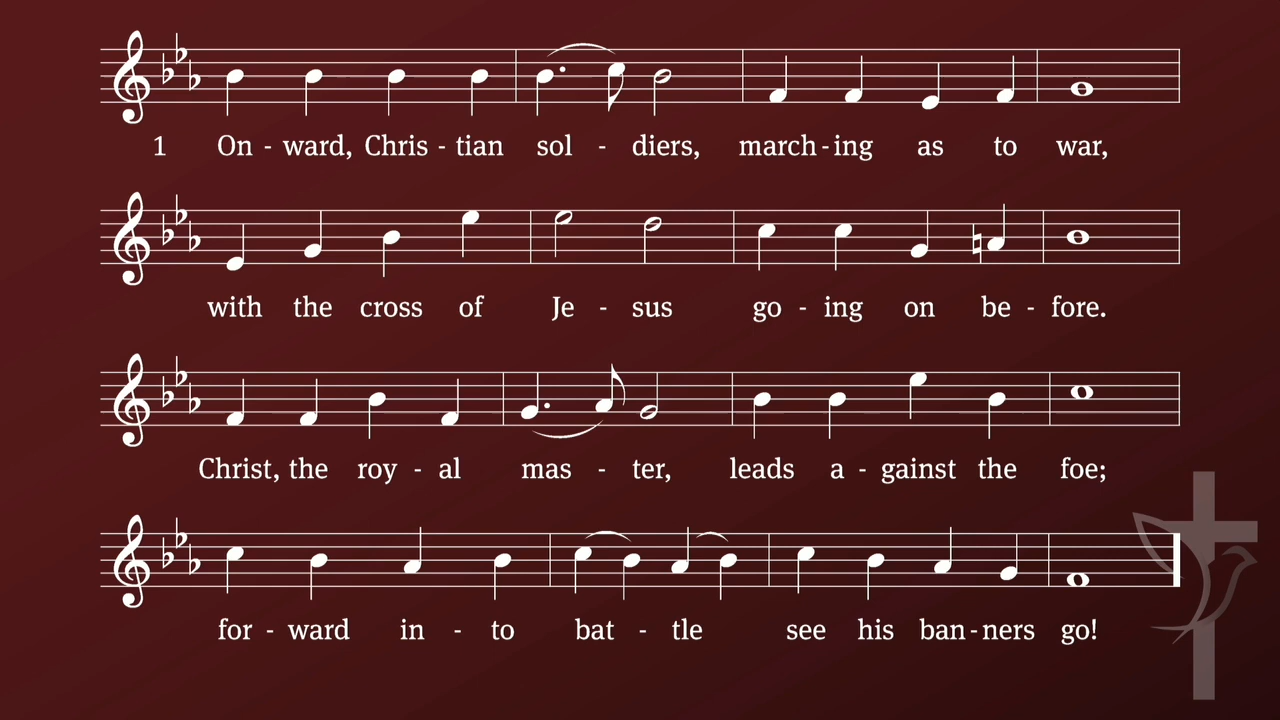 1 On - ward, Chris - tian sol - diers, march - ing as to war,
with the cross of Je - sus go - ing on be - fore.
Christ, the roy - al mas - ter, leads a - gainst the foe;
for - ward in - to bat - tle see his ban - ners go!